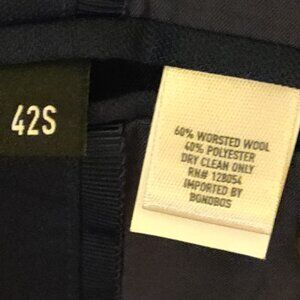 42S
60% WORSTED WOOL
40% POLYESTER
DRY CLEAN ONLY
RN# 128054
IMPORTED BY
BONOBOS